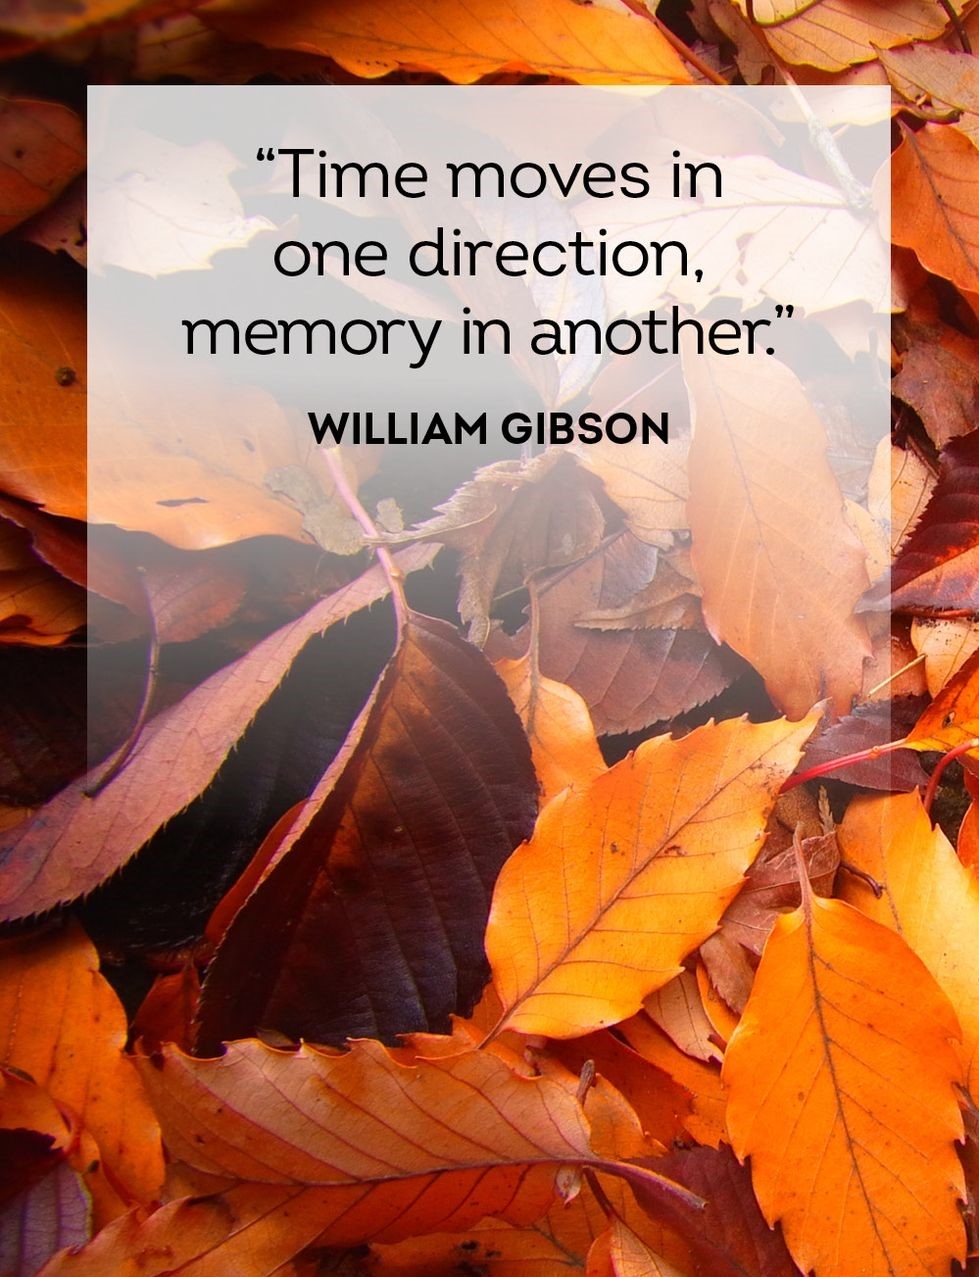 “Time moves in
one direction,
memory in another.”
WILLIAM GIBSON